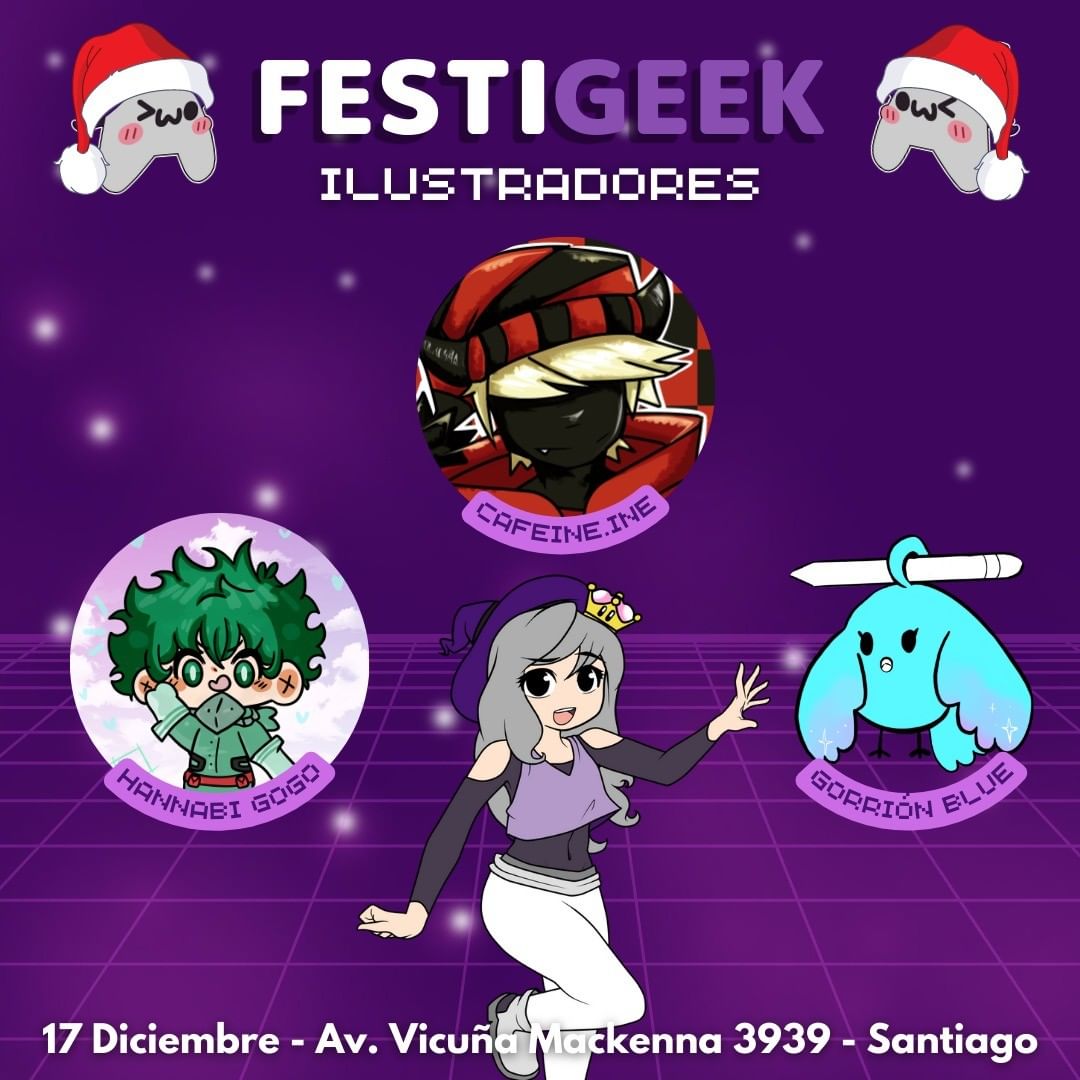 FESTIGEEK
ILUSTRADORES
CAFEINE.INE
HANNABI GOGO
GORRIÓN BLUE
17 Diciembre - Av. Vicuña Mackenna 3939 - Santiago